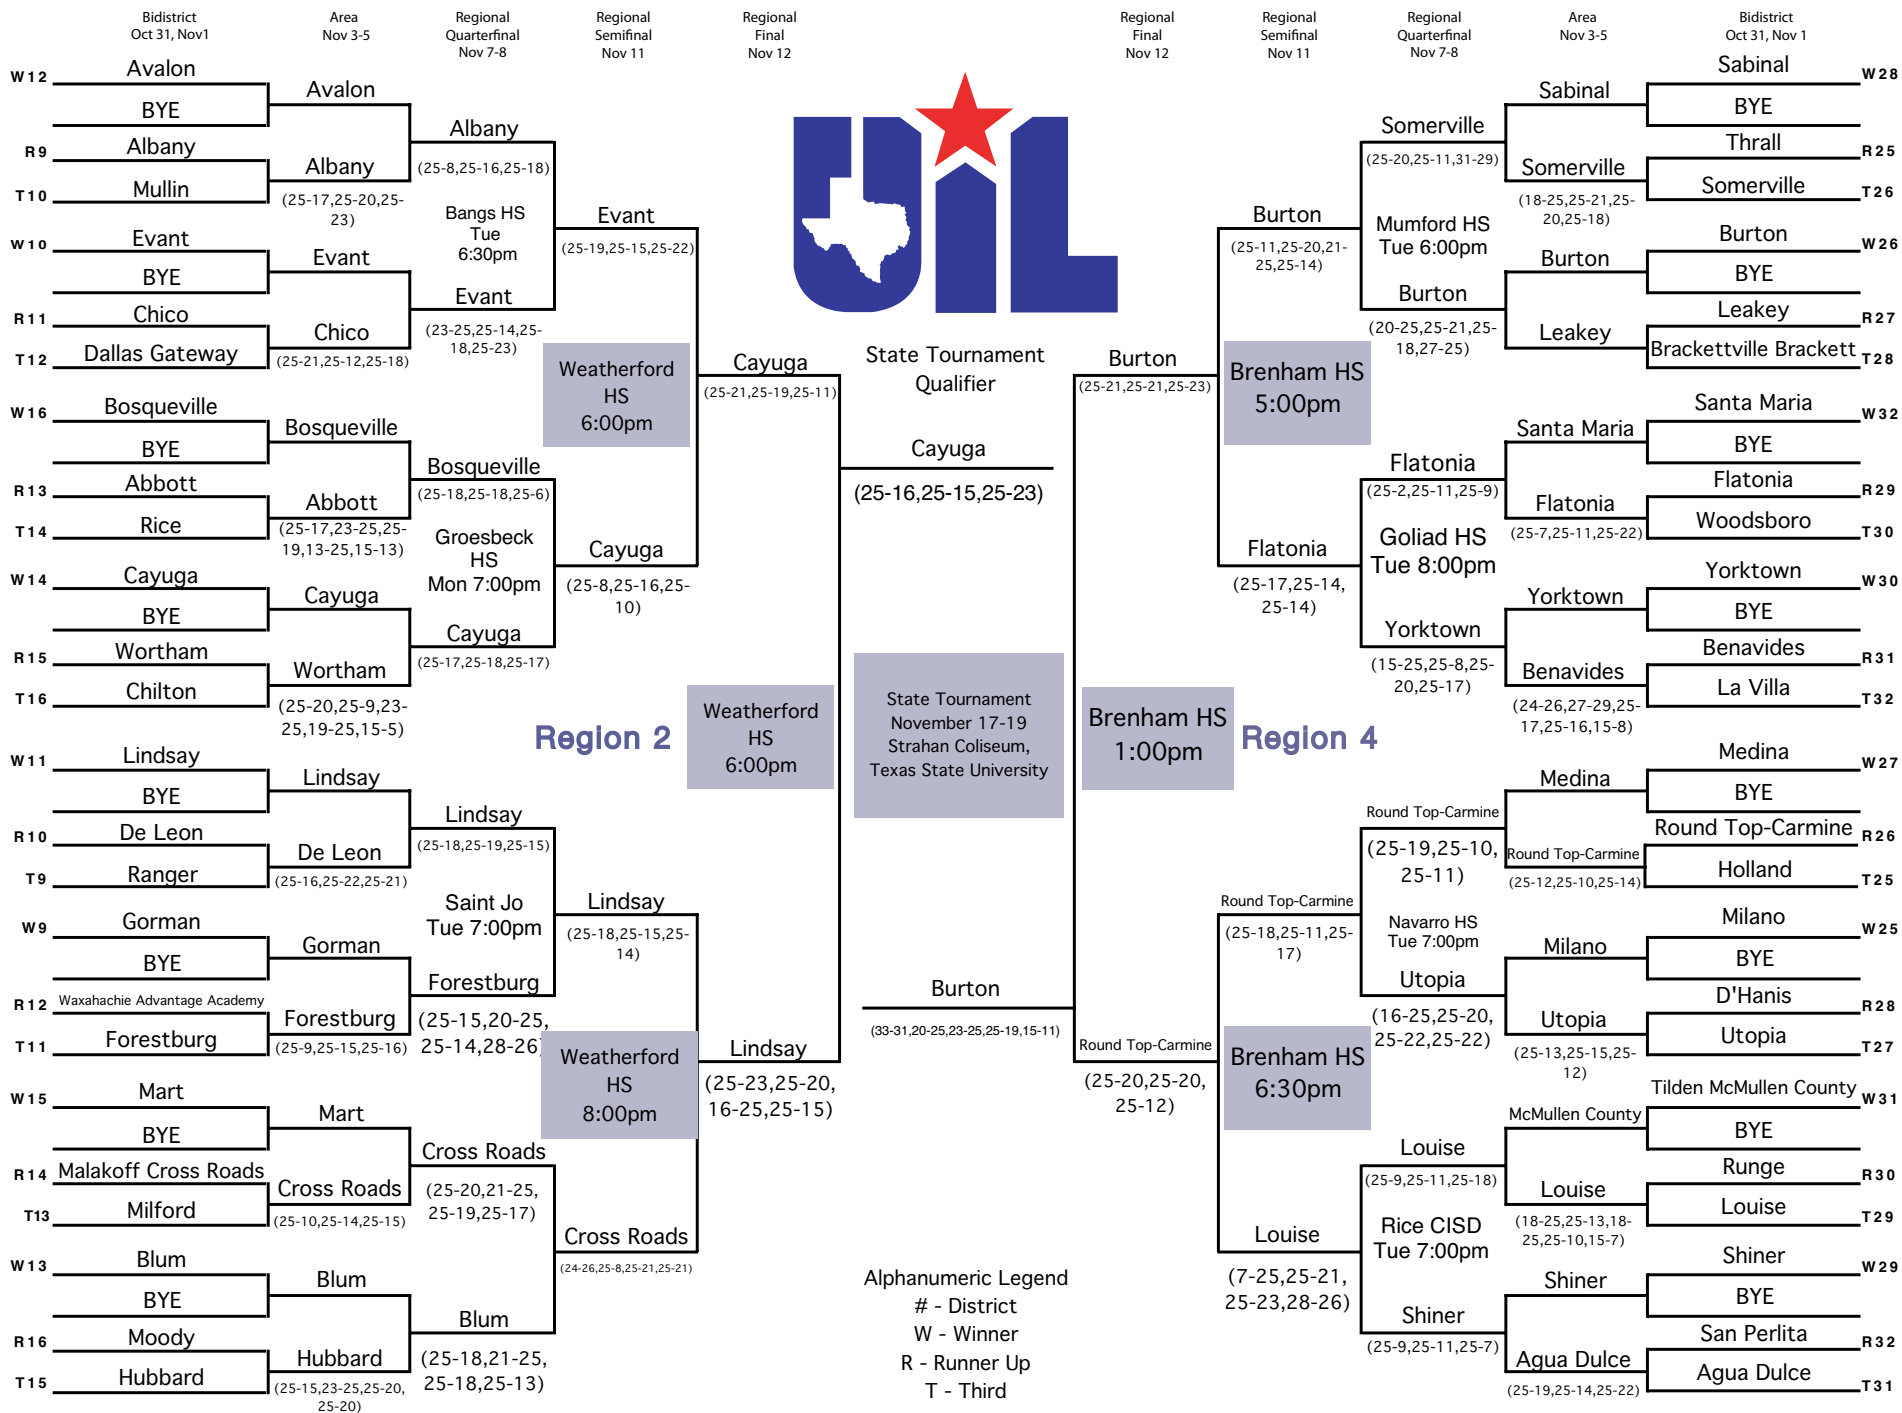 Bidistrict
Oct 31, Nov1
Area
Nov 3-5
Regional
Quarterfinal
Nov 7-8
Regional
Semifinal
Nov 11
Regional
Final
Nov 12
Regional
Final
Nov 12
Regional
Semifinal
Nov 11
Regional
Quarterfinal
Nov 7-8
Area
Nov 3-5
Bidistrict
Oct 31, Nov 1
W12
Avalon
BYE
R9
Albany
T10
Mullin
W10
Evant
BYE
R11
Chico
T12
Dallas Gateway
W16
Bosqueville
BYE
R13
Abbott
T14
Rice
W14
Cayuga
BYE
R15
Wortham
T16
Chilton
W11
Lindsay
BYE
R10
De Leon
T9
Ranger
W9
Gorman
BYE
R12
Waxahachie Advantage Academy
T11
Forestburg
W15
Mart
BYE
R14
Malakoff Cross Roads
T13
Milford
W13
Blum
BYE
R16
Moody
T15
Hubbard
Avalon
Albany
(25-17,25-20,25-
23)
Evant
Chico
(25-21,25-12,25-18)
Bosqueville
Abbott
(25-17,23-25,25-
19,13-25,15-13)
Cayuga
Wortham
(25-20,25-9,23-
25,19-25,15-5)
Lindsay
De Leon
(25-16,25-22,25-21)
Gorman
Forestburg
(25-9,25-15,25-16)
Mart
Cross Roads
(25-10,25-14,25-15)
Blum
Hubbard
(25-15,23-25,25-20,
25-20)
Albany
(25-8,25-16,25-18)
Bangs HS
Tue
6:30pm
Evant
(23-25,25-14,25-
18,25-23)
Bosqueville
(25-18,25-18,25-6)
Groesbeck
HS
Mon 7:00pm
Cayuga
(25-17,25-18,25-17)
Lindsay
(25-18,25-19,25-15)
Saint Jo
Tue 7:00pm
Forestburg
(25-15,20-25,
25-14,28-26)
Cross Roads
(25-20,21-25,
25-19,25-17)
Blum
(25-18,21-25,
25-18,25-13)
Evant
(25-19,25-15,25-22)
Weatherford
HS
6:00pm
Cayuga
(25-8,25-16,25-
10)
Region 2
Lindsay
(25-18,25-15,25-
14)
Weatherford
HS
8:00pm
Cross Roads
(24-26,25-8,25-21,25-21)
Cayuga
(25-21,25-19,25-11)
Weatherford
HS
6:00pm
Lindsay
(25-23,25-20,
16-25,25-15)
UIL
State Tournament
Qualifier
Cayuga
(25-16,25-15,25-23)
State Tournament
November 17-19
Strahan Coliseum,
Texas State University
Burton
(33-31,20-25,23-25,25-19,15-11)
Alphanumeric Legend
# - District
W - Winner
R - Runner Up
T - Third
Burton
(25-21,25-21,25-23)
Brenham HS
1:00pm
Round Top-Carmine
(25-20,25-20,
25-12)
Burton
(25-11,25-20,21-
25,25-14)
Brenham HS
5:00pm
Flatonia
(25-17,25-14,
25-14)
Region 4
Round Top-Carmine
(25-18,25-11,25-
17)
Brenham HS
6:30pm
Louise
(7-25,25-21,
25-23,28-26)
Somerville
(25-20,25-11,31-29)
Mumford HS
Tue 6:00pm
Burton
(20-25,25-21,25-
18,27-25)
Flatonia
(25-2,25-11,25-9)
Goliad HS
Tue 8:00pm
Yorktown
(15-25,25-8,25-
20,25-17)
Round Top-Carmine
(25-19,25-10,
25-11)
Navarro HS
Tue 7:00pm
Utopia
(16-25,25-20,
25-22,25-22)
Louise
(25-9,25-11,25-18)
Rice CISD
Tue 7:00pm
Shiner
(25-9,25-11,25-7)
Sabinal
Somerville
(18-25,25-21,25-
20,25-18)
Burton
Leakey
Santa Maria
Flatonia
(25-7,25-11,25-22)
Yorktown
Benavides
(24-26,27-29,25-
17,25-16,15-8)
Medina
Round Top-Carmine
(25-12,25-10,25-14)
Milano
Utopia
(25-13,25-15,25-
12)
McMullen County
Louise
(18-25,25-13,18-
25,25-10,15-7)
Shiner
Agua Dulce
(25-19,25-14,25-22)
Sabinal
W28
BYE
Thrall
R25
Somerville
T26
Burton
W26
BYE
Leakey
R27
Brackettville Brackett
T28
Santa Maria
W32
BYE
Flatonia
R29
Woodsboro
T30
Yorktown
W30
BYE
Benavides
R31
La Villa
T32
Medina
W27
BYE
Round Top-Carmine
R26
Holland
T25
Milano
W25
BYE
D'Hanis
R28
Utopia
T27
Tilden McMullen County
W31
BYE
Runge
R30
Louise
T29
Shiner
W29
BYE
San Perlita
R32
Agua Dulce
T31